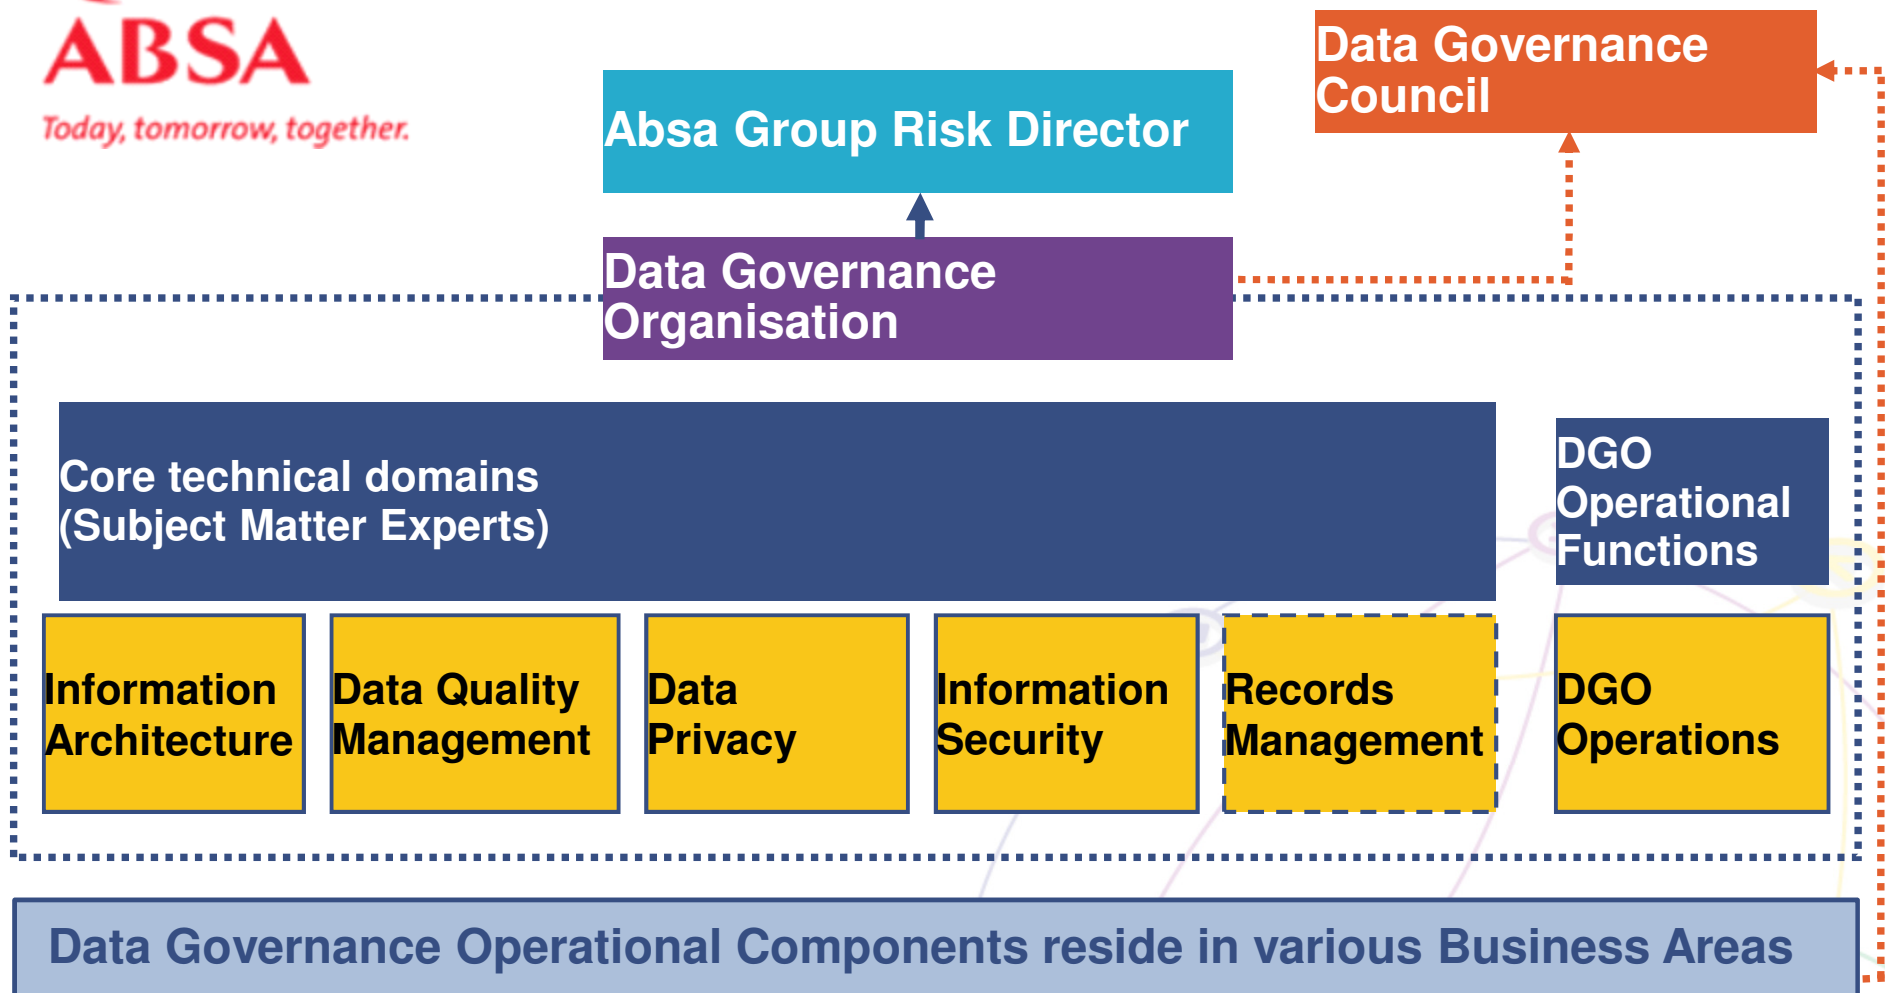 ABSA
Today, tomorrow, together.
Data Governance
Council
Absa Group Risk Director
Data Governance
Organisation
Core technical domains
(Subject Matter Experts)
DGO
Operational
Functions
Information
Architecture
Data Quality
Management
Data
Privacy
Information
Security
Records
Management
DGO
Operations
Data Governance Operational Components reside in various Business Areas